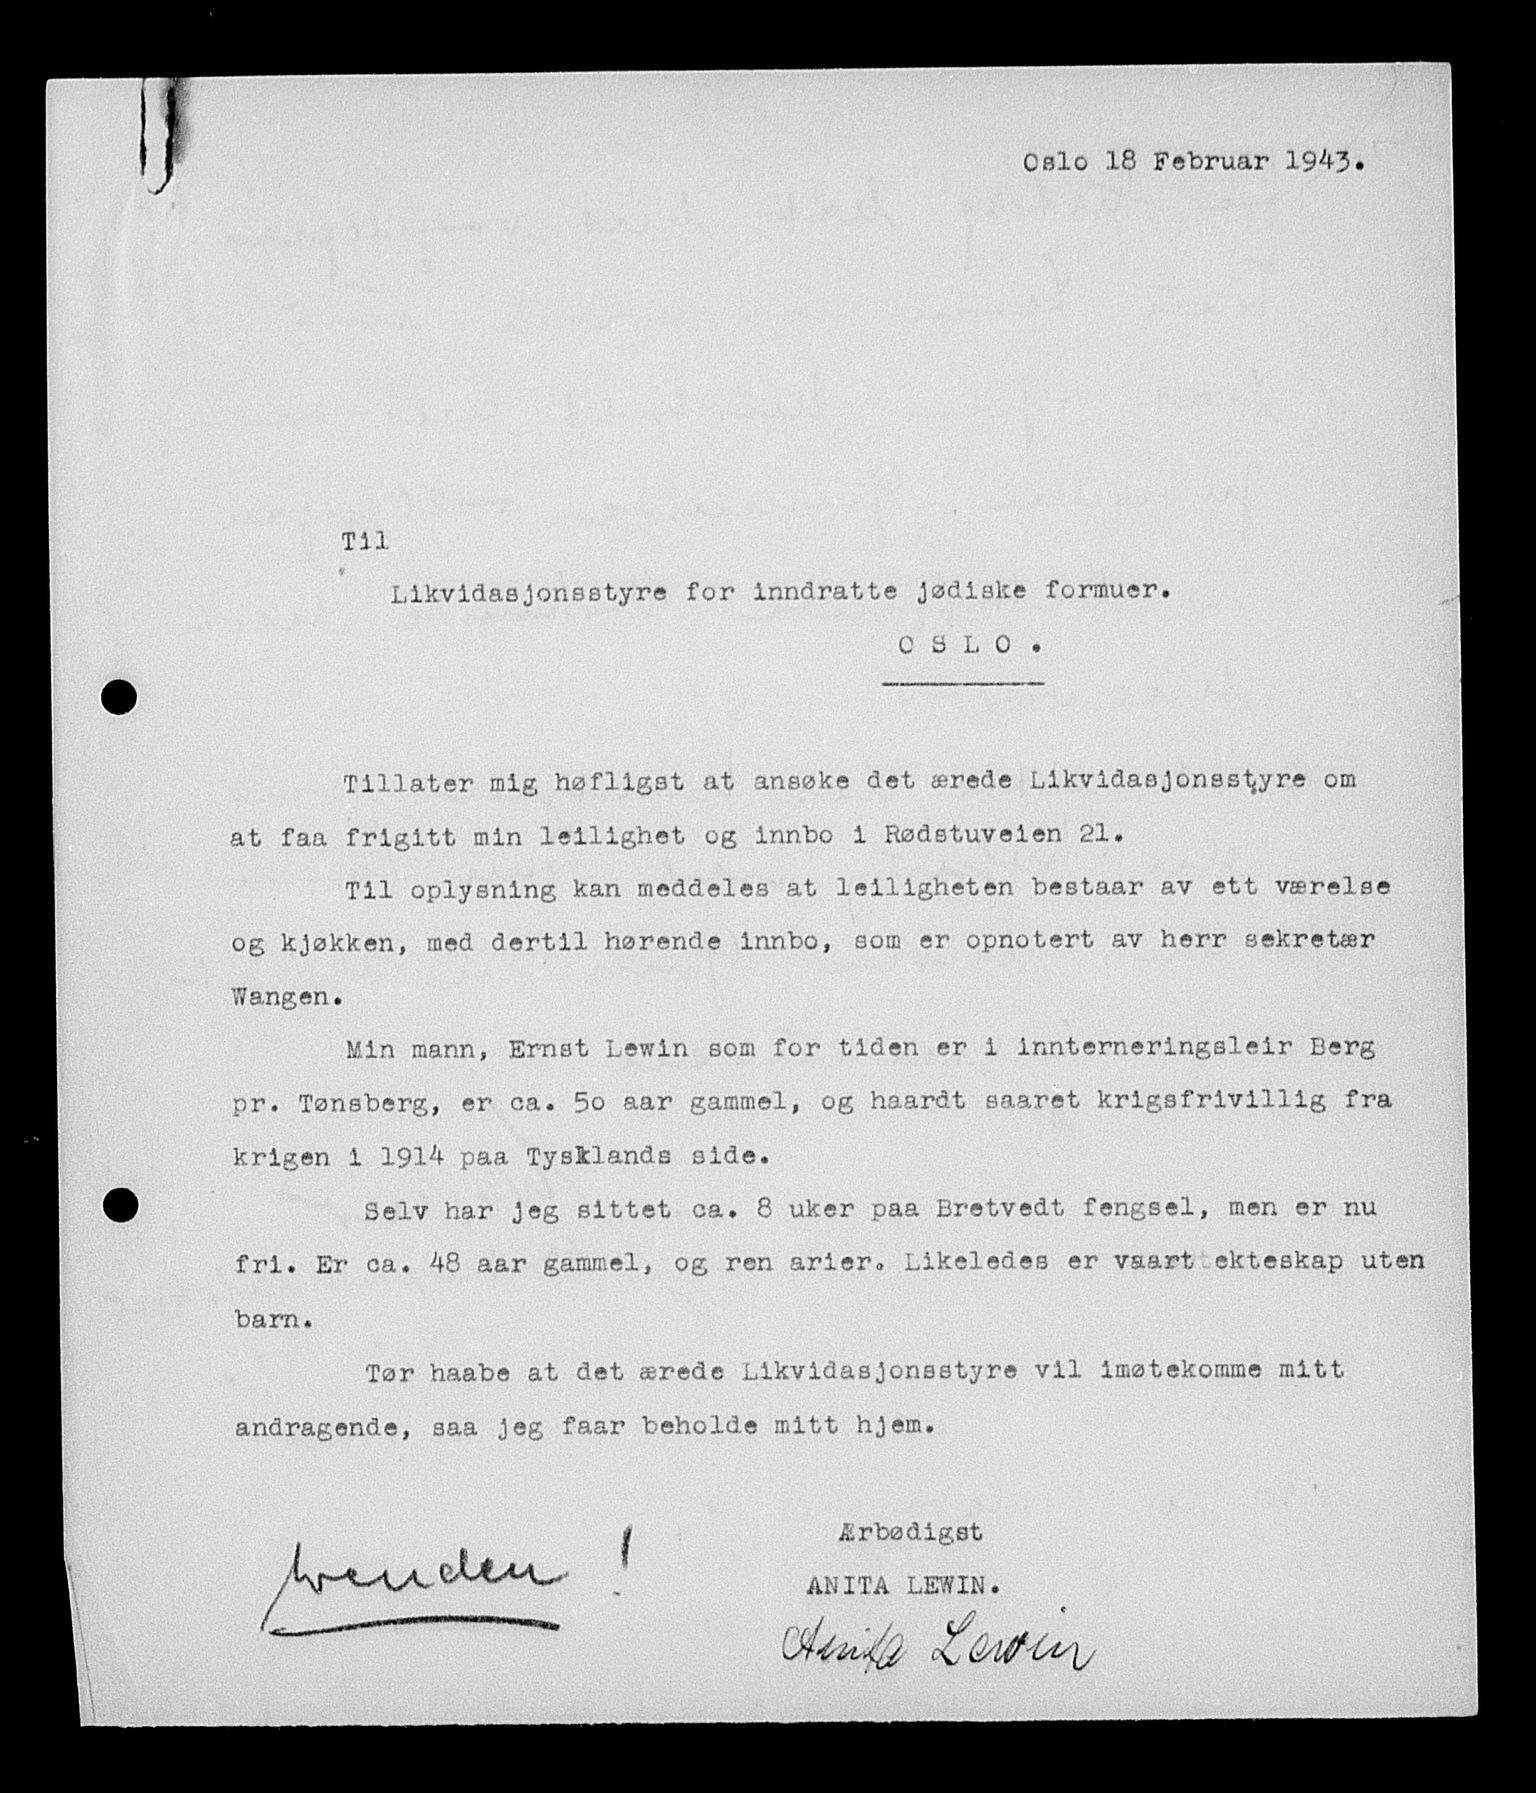 Oslo 18 Februar 1943.
Til
Likvidasjonsstyre for inndratte jødiske formuer.
O S L O .
Tillater mig høfligst at ansøke det ærede Likvidasjonsstyre om
at faa frigitt min leilighet og innbo i Rødstuveien 21.
Til oplysning kan meddeles at leiligheten bestaar av ett værelse
og kjøkken, med dertil hørende innbo, som er opnotert av herr sekretær
Wangen.
Min mann, Ernst Lewin som for tiden er i innterneringsleir Berg
pr. Tønsberg, er ca. 5o aar gammel, og haardt saaret krigsfrivillig fra
krigen i 1914 paa Tysklands side.
Selv har jeg sittet ca. 8 uker paa Bretvedt fengsel, men er nu
fri. Er ca. 48 aar gammel, og ren arier. Likeledes er vaart ekteskap uten
barn.
Tør haabe at det ærede Likvidasjonsstyre vil imøtekomme mitt
andragende, saa jeg faar beholde mitt hjem.
Ærbødigst
ANITA LEWIN.
wenden !
Anita Lewin